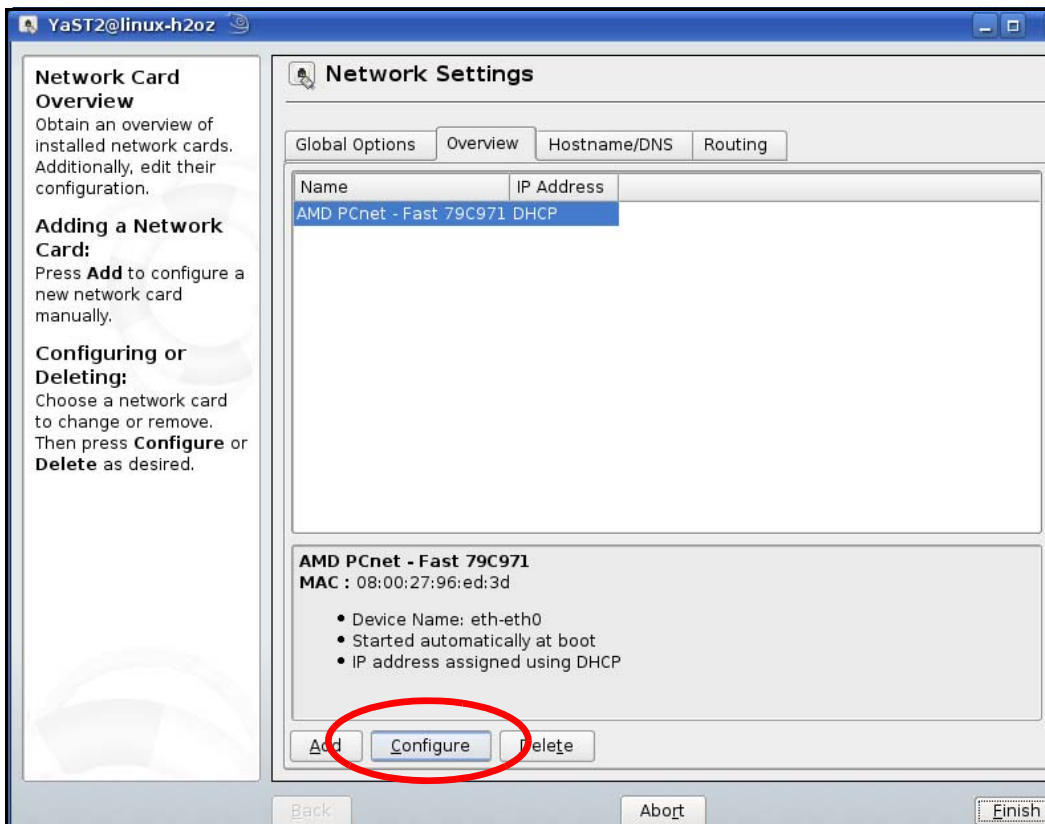 YaST2@linux-h2oz
Network Card
Overview
Obtain an overview of
installed network cards.
Additionally, edit their
configuration.
Adding a Network
Card:
Press Add to configure a
new network card
manually.
Configuring or
Deleting:
Choose a network card
to change or remove.
Then press Configure or
Delete as desired.
Network Settings
Global Options Overview Hostname/DNS Routing
Name IP Address
AMD PCnet - Fast 79C971 DHCP
AMD PCnet - Fast 79C971
MAC : 08:00:27:96:ed:3d
• Device Name: eth-eth0
• Started automatically at boot
• IP address assigned using DHCP
Add Configure Delete
Back Abort Finish